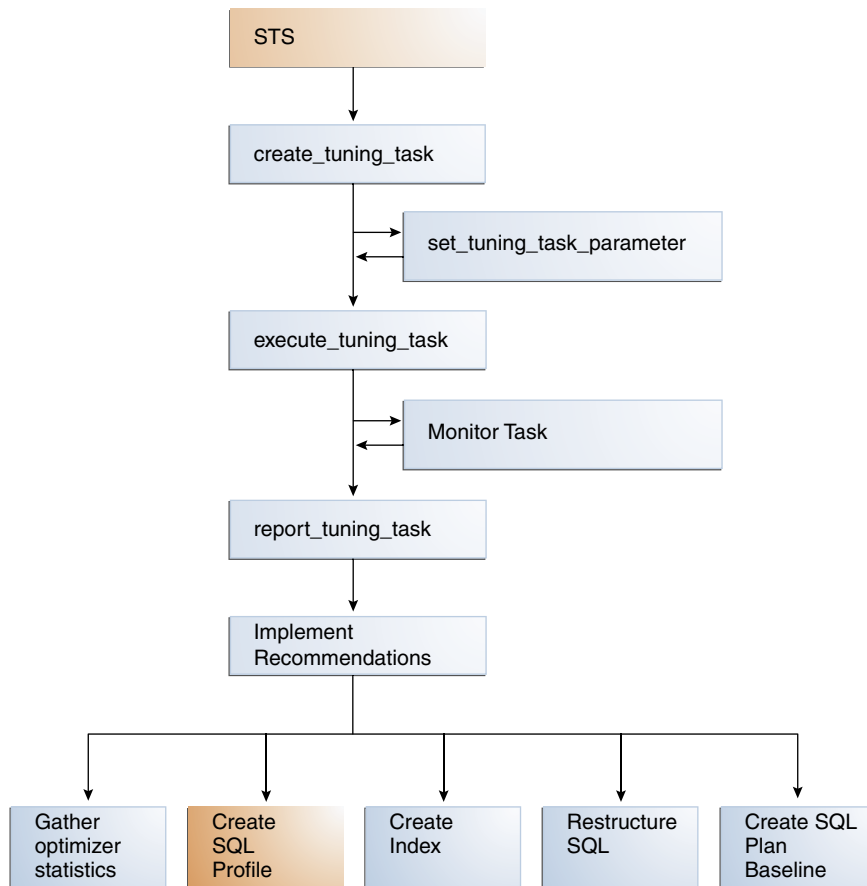 STS
create_tuning_task
set_tuning_task_parameter
execute_tuning_task
Monitor Task
report_tuning_task
Implement
Recommendations
Gather
optimizer
statistics
Create
SQL
Profile
Create
Index
Restructure
SQL
Create SQL
Plan
Baseline